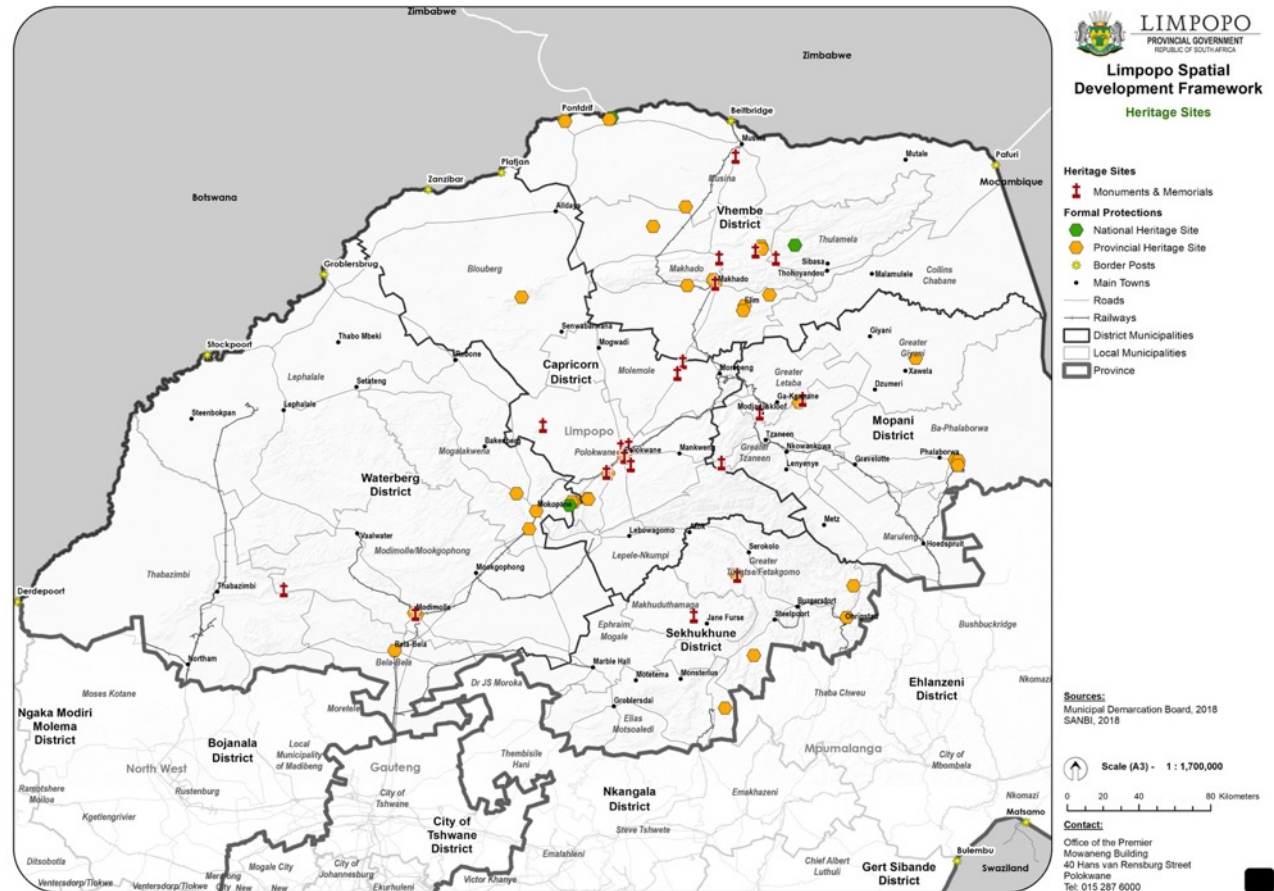 Zimbabwe
Zimbabwe
Pontdrif
Beitbridge
Musina
Mutale
Pafuri
Mocambique
Platjan
Zanzibar
Musina
Botswana
Alldays
Vhembe
District
Thulamela
Blouberg
Makhado
Sibasa
Thohoyandou
Malamulele
Collins
Chabane
Groblersbrug
Makhado
Elim
Senwabarwana
Mogwadi
Giyani
Thabo Mbeki
Stockpoort
Rebone
Capricorn
District
Molemole
Morebeng
Greater
Giyani
Xawela
Greater
Letaba
Dzumeri
Lephalale
Setateng
Lephalale
Steenbokpan
Mopani
District
Ba-Phalaborwa
Limpopo
Tzaneen
Nkowankowa
Bakenberg
Mogalakwena
Polokwane
Mankweng
Greater
Tzaneen
Lenyenye
Gravelotte
Phalaborwa
Waterberg
District
Mokopane
Metz
Maruleng
Hoedspruit
Vaalwater
Modimolle/Mookgophong
Lebowagomo
Lepele-Nkumpi
Serokolo
Greater
Mookgophong
Thabazimbi
Thabazimbi
Makhuduthamaga
Burgersfort
Derdepoort
Modimolle
Jane Furse
Steelpoort
Ohrigstad
Bushbuckridge
Ephraim
Mogale
Sekhukhune
District
Bela-Bela
Bela-Bela
Northam
Marble Hall
Motetema
Monsterlus
Dr JS Moroka
Moses Kotane
Moretele
Groblersdal
Elias
Motsoaledi
Thaba Chweu
Ehlanzeni
District
Nkomazi
Ngaka Modiri
Molema
District
Bojanala
District
Local
Municipality
of Madibeng
Thembisile
Hani
Mpumalanga
North West
Gauteng
City of
Mbombela
Ramotshere
Moiloa
Rustenburg
City of
Tshwane
Nkangala
District
Emakhazeni
Nkomazi
Kgetlengrivier
City of
Tshwane
District
Steve Tshwete
Matsamo
Ditsobotla
Mogale City
City of
Johannesburg
Emalahleni
Chief Albert
Luthuli
Gert Sibande
District
Bulembu
Swaziland
Ventersdorp/Tlokwe
Ventersdorp/Tlokwe
Ekurhuleni
Victor Khanye
LIMPOPO
PROVINCIAL GOVERNMENT
REPUBLIC OF SOUTH AFRICA
Limpopo Spatial
Development Framework
Heritage Sites
Heritage Sites
Monuments & Memorials
Formal Protections
National Heritage Site
Provincial Heritage Site
Border Posts
Main Towns
Roads
Railways
District Municipalities
Local Municipalities
Province
Sources:
Municipal Demarcation Board, 2018
SANBI, 2018
Scale (A3) - 1 : 1,700,000
0 20 40 80 Kilometers
Contact:
Office of the Premier
Mowaneng Building
40 Hans van Rensburg Street
Polokwane
Tel: 015 287 6000